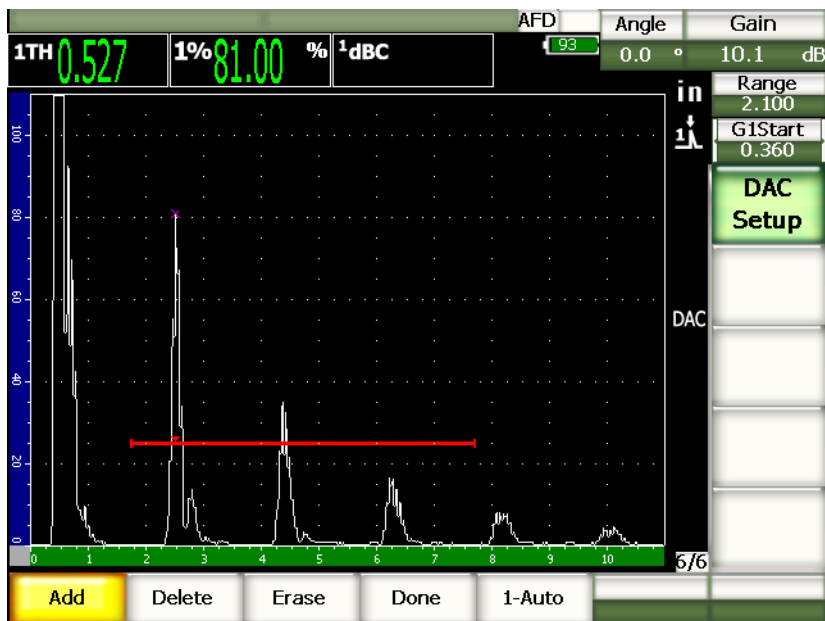 AFD
Angle
Gain
1TH 0.527
1% 81.00 %
1dBC
93
0.0 °
10.1 dB
in
Range
2.100
1
G1Start
0.360
DAC
Setup
DAC
100
80
60
40
20
0
0 1 2 3 4 5 6 7 8 9 10
6/6
Add
Delete
Erase
Done
1-Auto